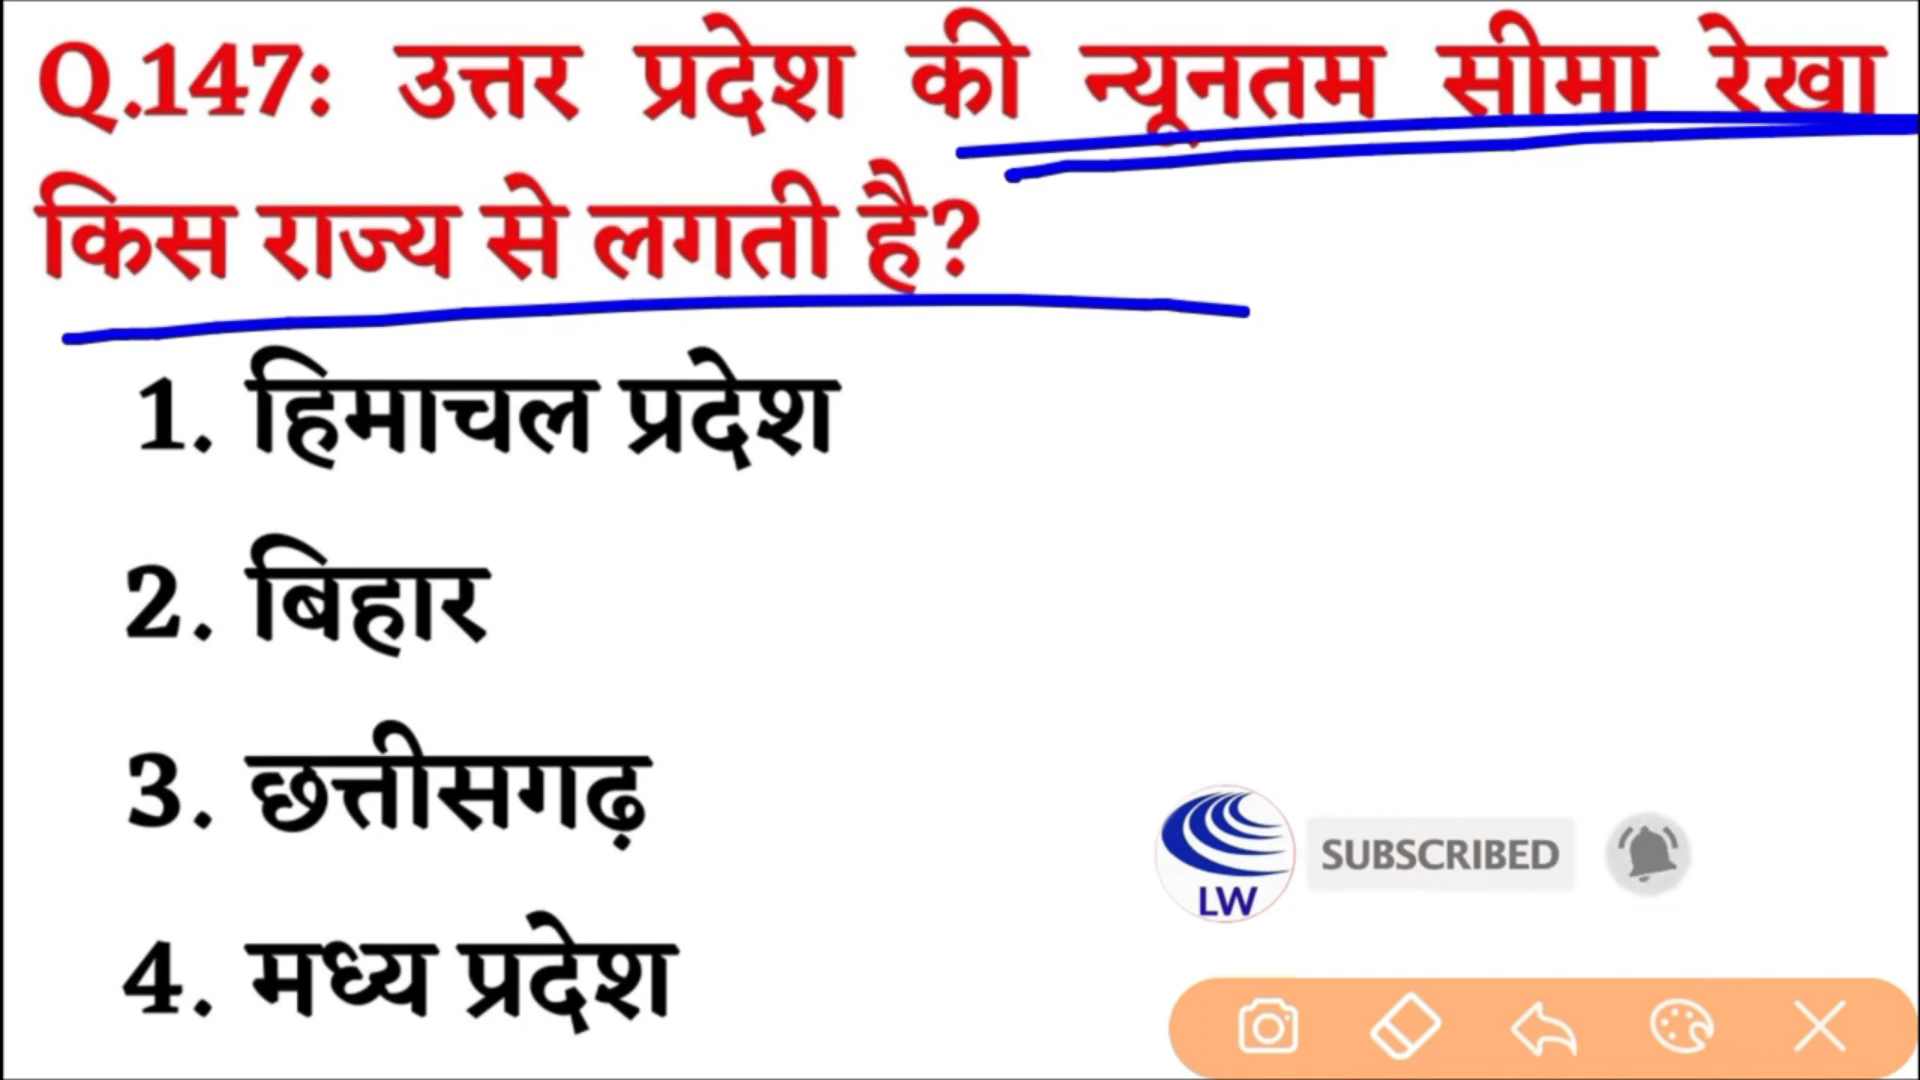 Q.147: उत्तर प्रदेश की न्यूनतम सीमा रेखा
किस राज्य से लगती है?
1. हिमाचल प्रदेश
2. बिहार
3. छत्तीसगढ़
4. मध्य प्रदेश
LW
SUBSCRIBED